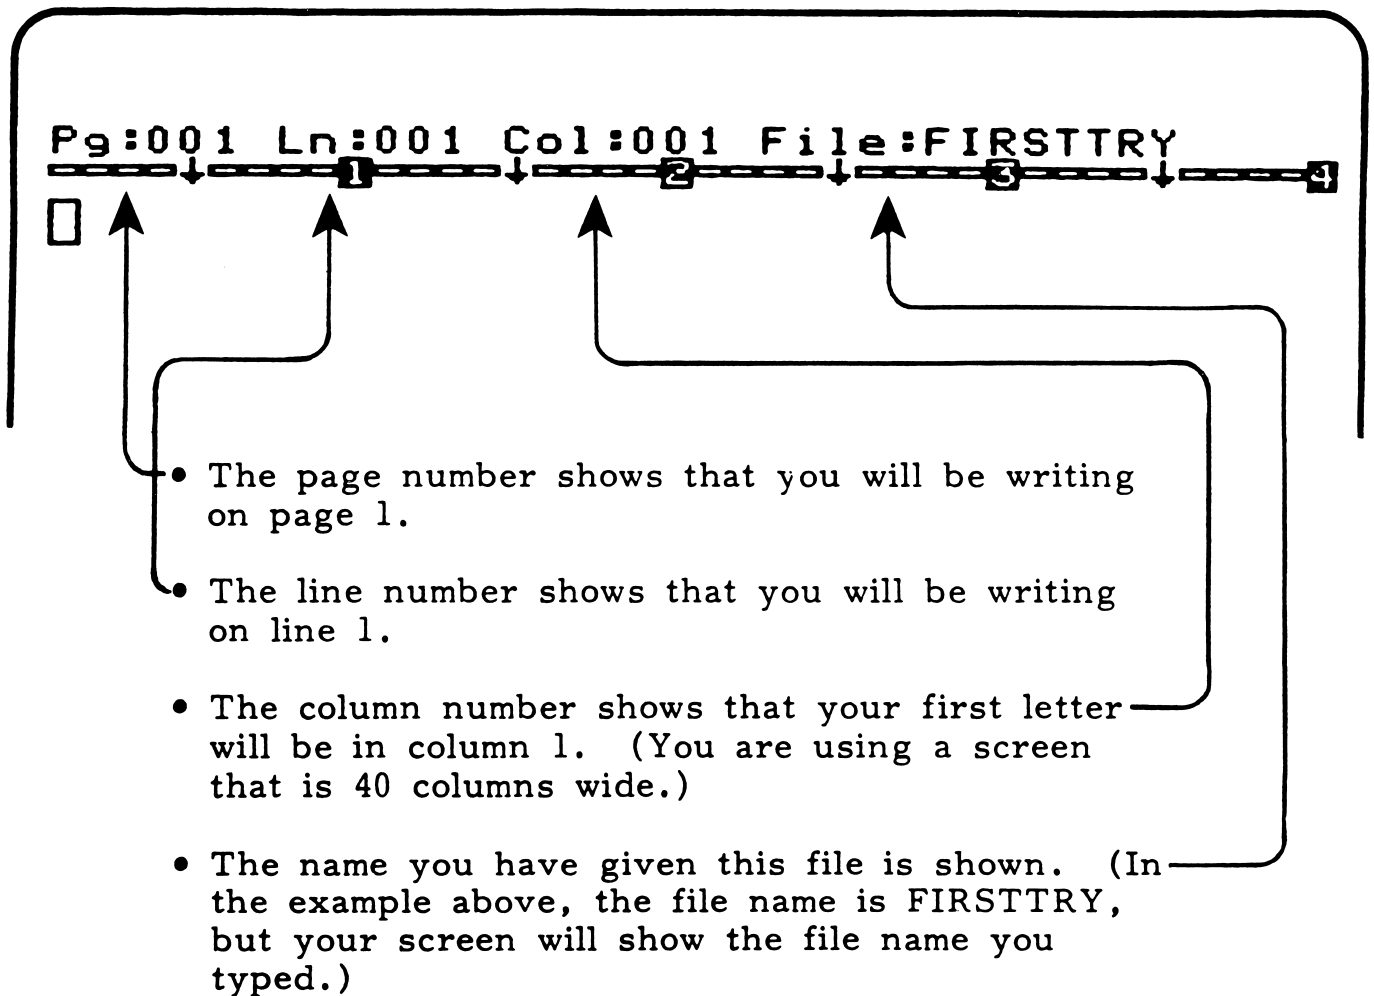 Pg:001 Ln:001 Col:001 File:FIRSTTRY
1 2 3 4
• The page number shows that you will be writing
on page 1.
• The line number shows that you will be writing
on line 1.
• The column number shows that your first letter
will be in column 1. (You are using a screen
that is 40 columns wide.)
• The name you have given this file is shown. (In
the example above, the file name is FIRSTTRY,
but your screen will show the file name you
typed.)